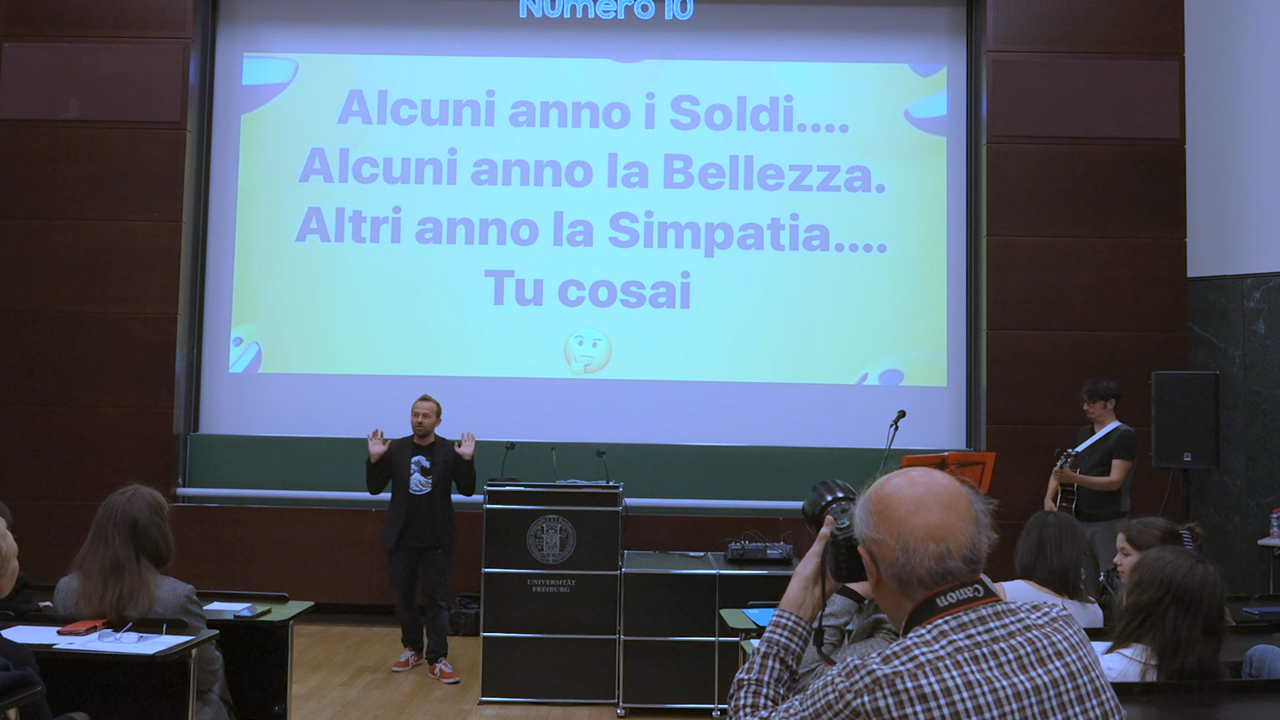 Numero 10
Alcuni anno i Soldi....
Alcuni anno la Bellezza.
Altri anno la Simpatia....
Tu cosai
UNIVERSITÄT
FREIBURG
Canon